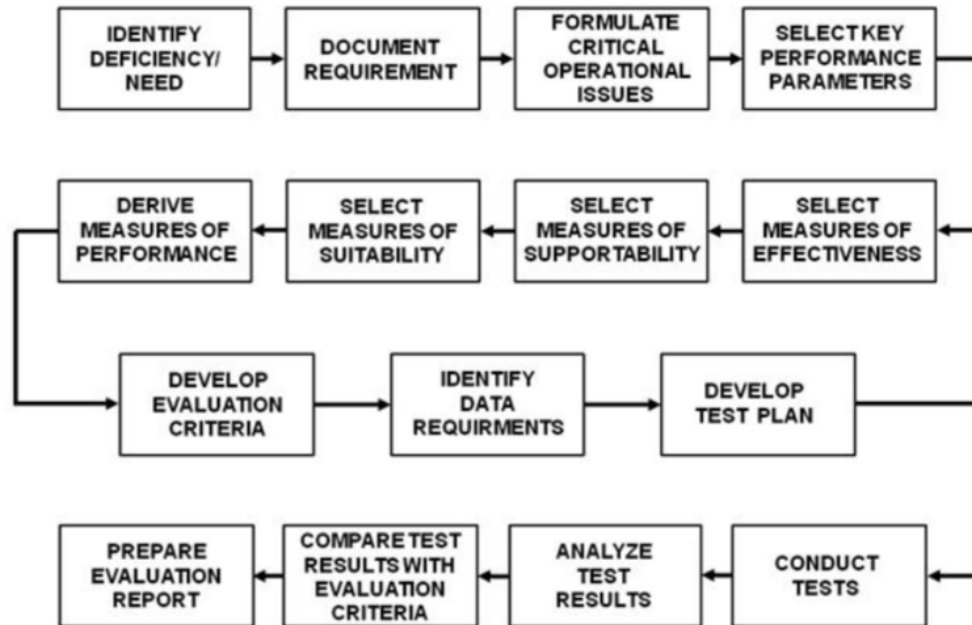 IDENTIFY
DEFICIENCY/
NEED
DOCUMENT
REQUIREMENT
FORMULATE
CRITICAL
OPERATIONAL
ISSUES
SELECT KEY
PERFORMANCE
PARAMETERS
SELECT
MEASURES OF
EFFECTIVENESS
SELECT
MEASURES OF
SUPPORTABILITY
SELECT
MEASURES OF
SUITABILITY
DERIVE
MEASURES OF
PERFORMANCE
DEVELOP
EVALUATION
CRITERIA
IDENTIFY
DATA
REQUIRMENTS
DEVELOP
TEST PLAN
CONDUCT
TESTS
ANALYZE
TEST
RESULTS
COMPARE TEST
RESULTS WITH
EVALUATION
CRITERIA
PREPARE
EVALUATION
REPORT